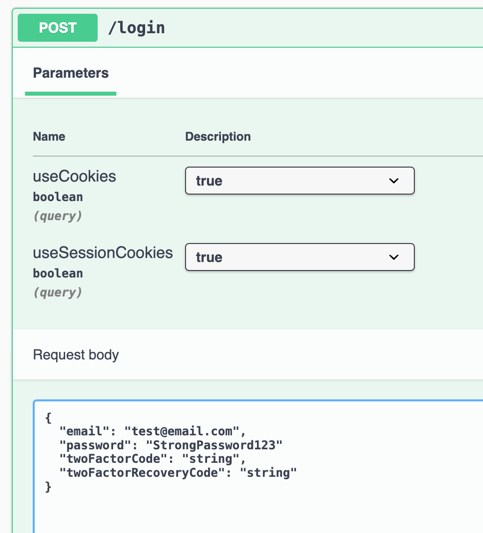 POST /login
Parameters
Name Description
useCookies true
boolean
(query)
useSessionCookies true
boolean
(query)
Request body
{
"email": "test@email.com",
"password": "StrongPassword123"
"twoFactorCode": "string",
"twoFactorRecoveryCode": "string"
}